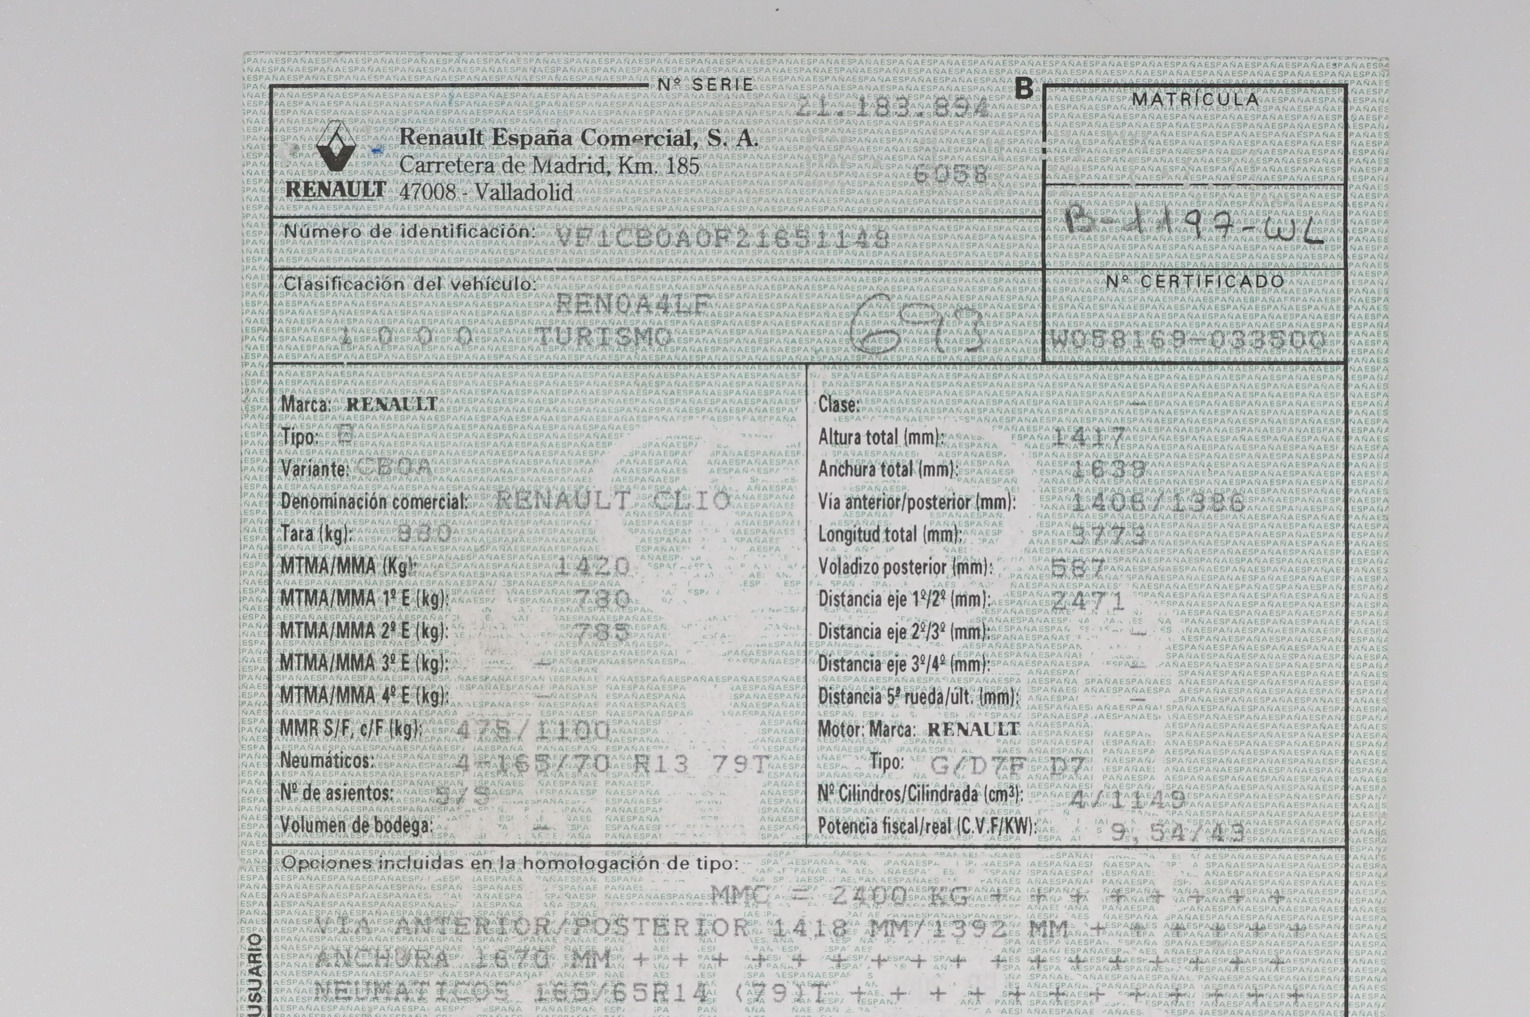 Nº SERIE
21.183.894
B
MATRÍCULA
Renault España Comercial, S. A.
Carretera de Madrid, Km. 185
6058
RENAULT 47008 - Valladolid
B-1197-WL
Número de identificación: VF1CB0A0F21651148
Clasificación del vehículo:
Nº CERTIFICADO
REN0A4LF
693
1 0 0 0 TURISMO
W058169-033500
Marca: RENAULT
Tipo: B
Variante: CB0A
Denominación comercial: RENAULT CLIO
Tara (kg): 880
MTMA/MMA (Kg): 1420
MTMA/MMA 1º E (kg): 780
MTMA/MMA 2º E (kg): 785
MTMA/MMA 3º E (kg): -
MTMA/MMA 4º E (kg): -
MMR S/F, c/F (kg): 475/1100
Neumáticos: 4-165/70 R13 79T
Nº de asientos: 5/5
Volumen de bodega: -
Clase: -
Altura total (mm): 1417
Anchura total (mm): 1639
Vía anterior/posterior (mm): 1406/1386
Longitud total (mm): 3773
Voladizo posterior (mm): 587
Distancia eje 1º/2º (mm): 2471
Distancia eje 2º/3º (mm): -
Distancia eje 3º/4º (mm): -
Distancia 5ª rueda/últ. (mm): -
Motor: Marca: RENAULT
Tipo: G/D7F D7
Nº Cilindros/Cilindrada (cm³): 4/1149
Potencia fiscal/real (C.V.F/KW): 9,54/43
Opciones incluidas en la homologación de tipo:
MMC = 2400 KG + + + + + + + +
VIA ANTERIOR/POSTERIOR 1418 MM/1392 MM + + + + + +
ANCHURA 1670 MM + + + + + + + + + + + + + + + + +
NEUMATICOS 165/65R14 (79)T + + + + + + + + + + + +
USUARIO